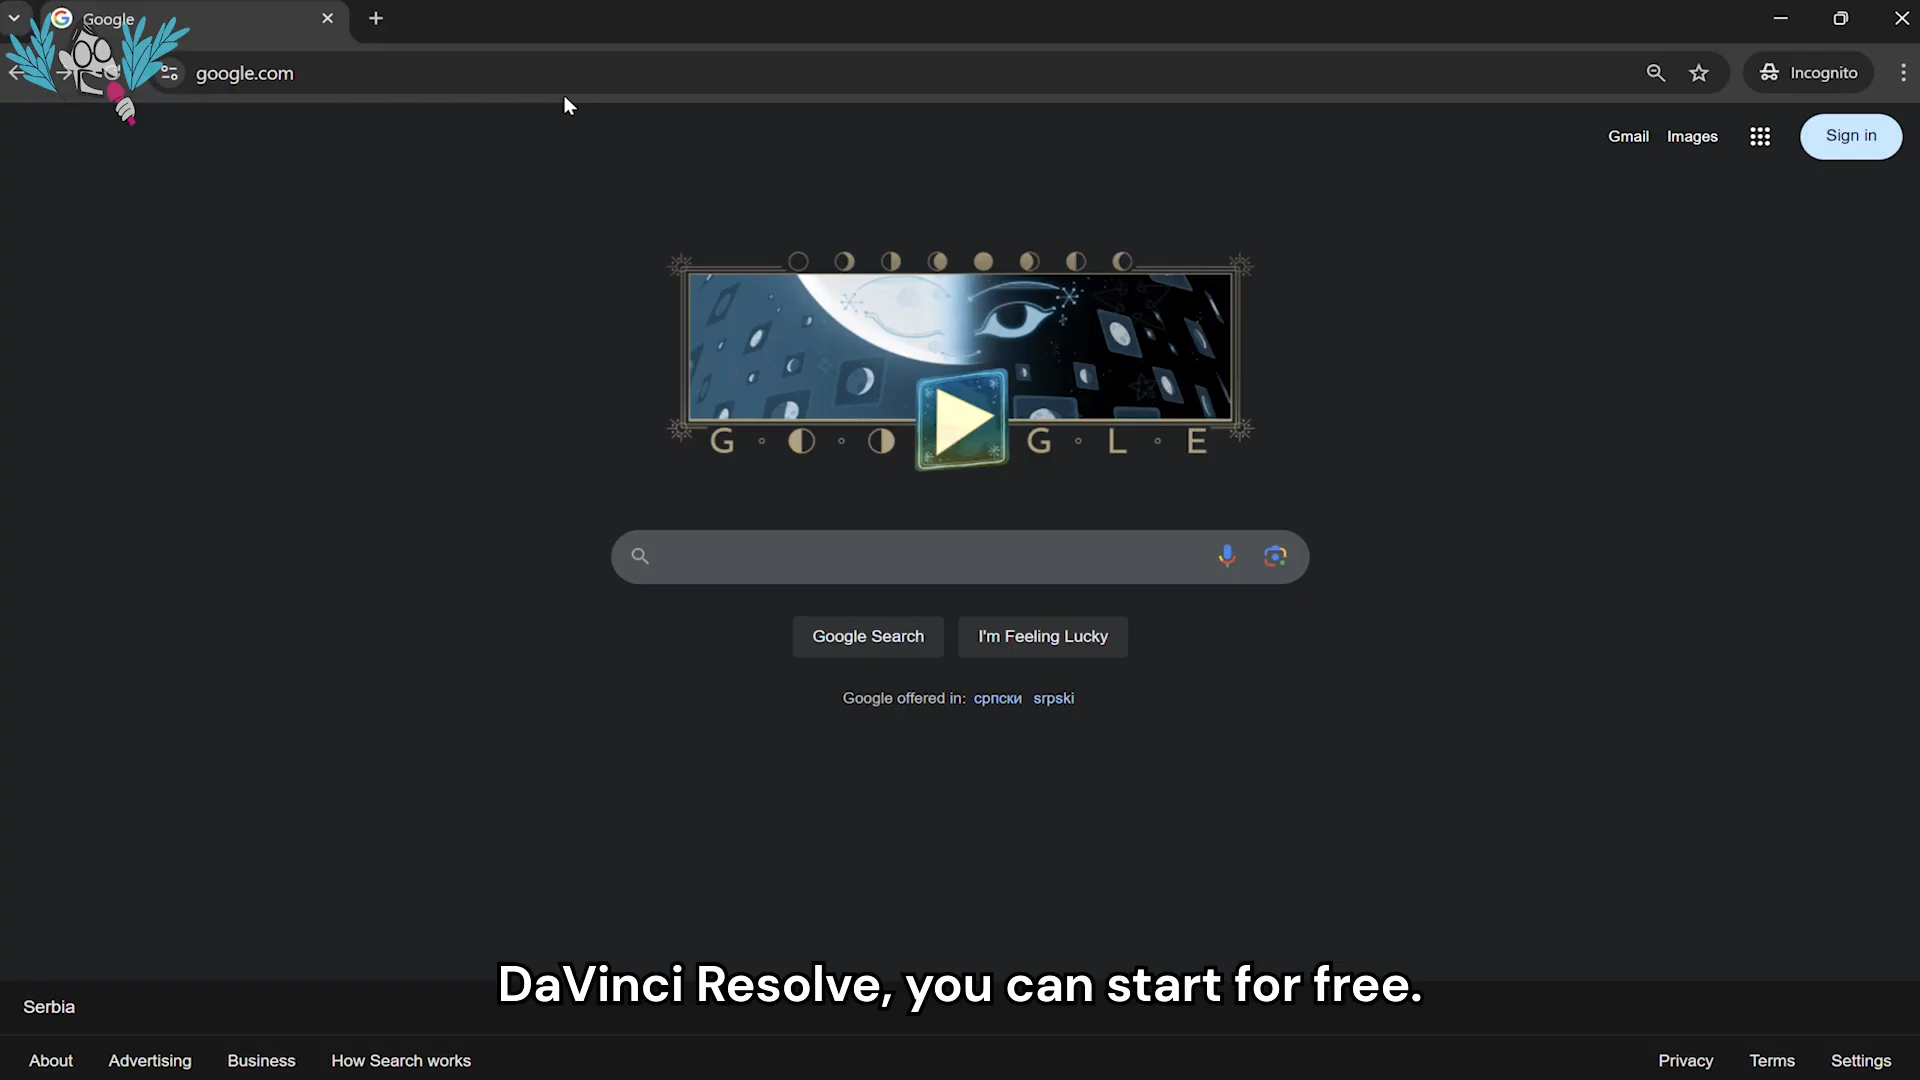 Google
google.com
Incognito
Gmail Images
Sign in
G O O G L E
Google Search
I'm Feeling Lucky
Google offered in: српски srpski
DaVinci Resolve, you can start for free.
Serbia
About Advertising Business How Search works
Privacy Terms Settings